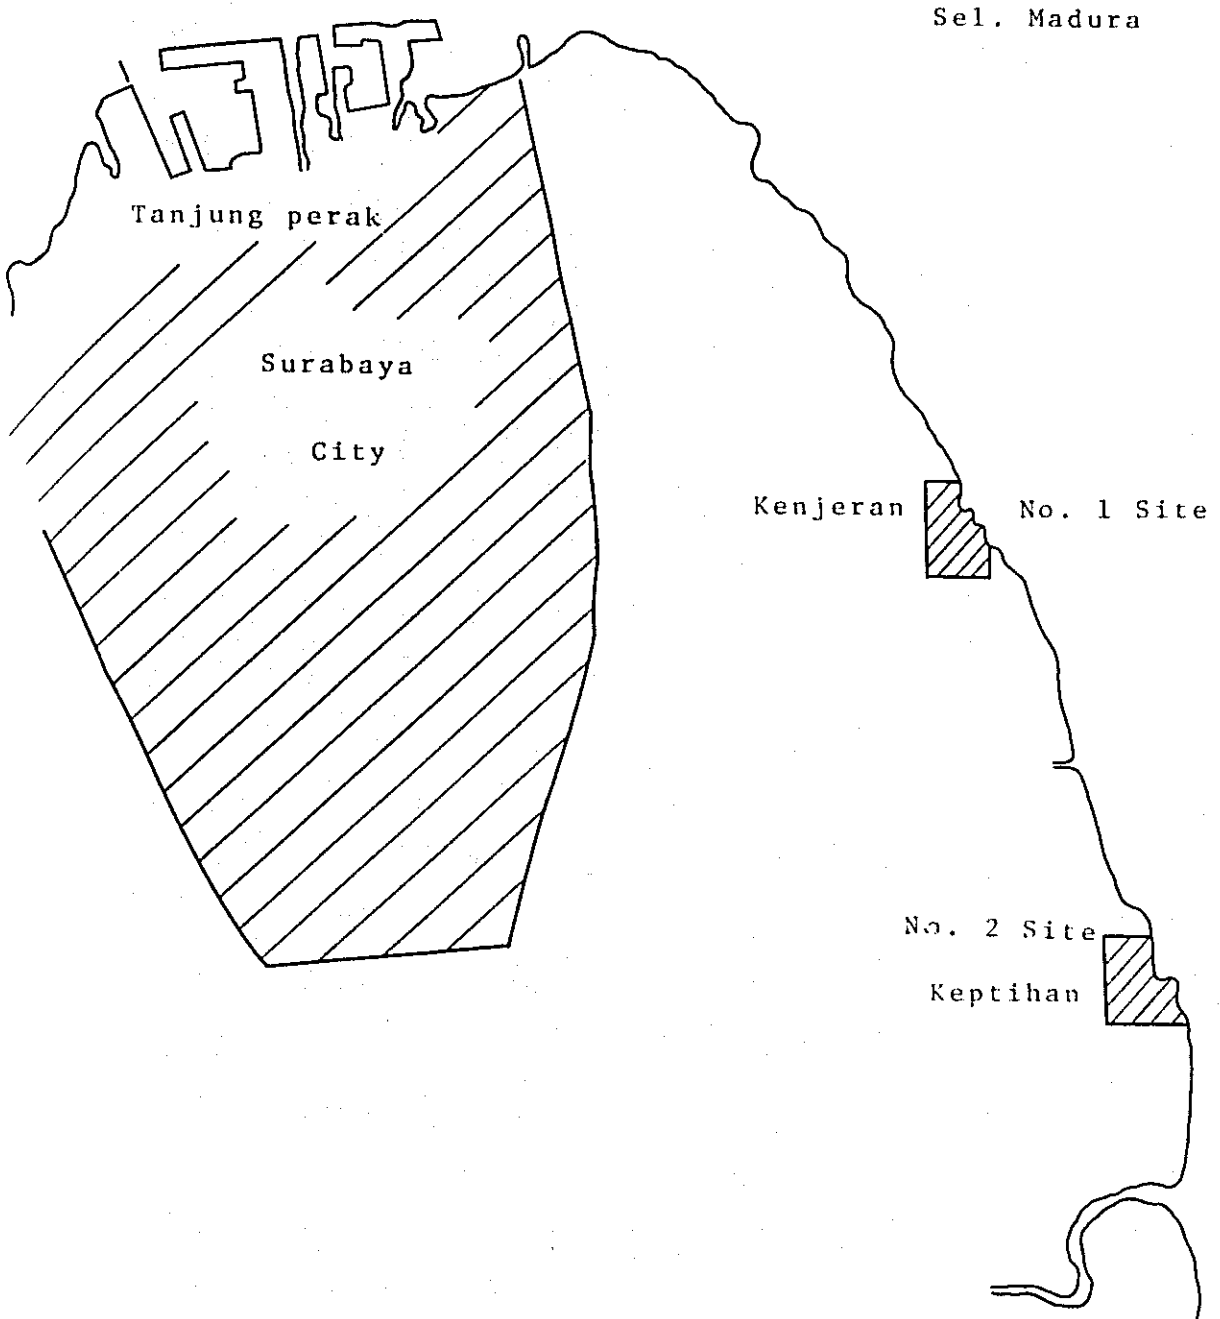 Sel. Madura
Tanjung perak
Surabaya
City
Kenjeran
No. 1 Site
No. 2 Site
Keptihan